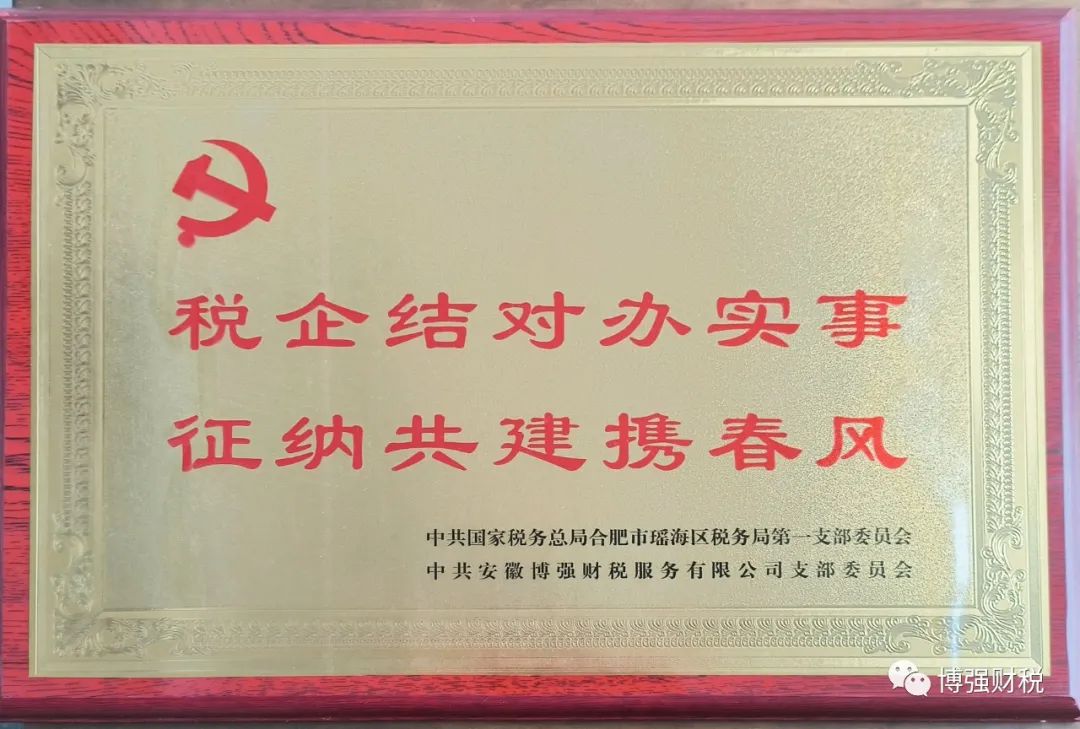 税企结对办实事
征纳共建携春风
中共国家税务总局合肥市瑶海区税务局第一支部委员会
中共安徽博强财税服务有限公司支部委员会
博强财税